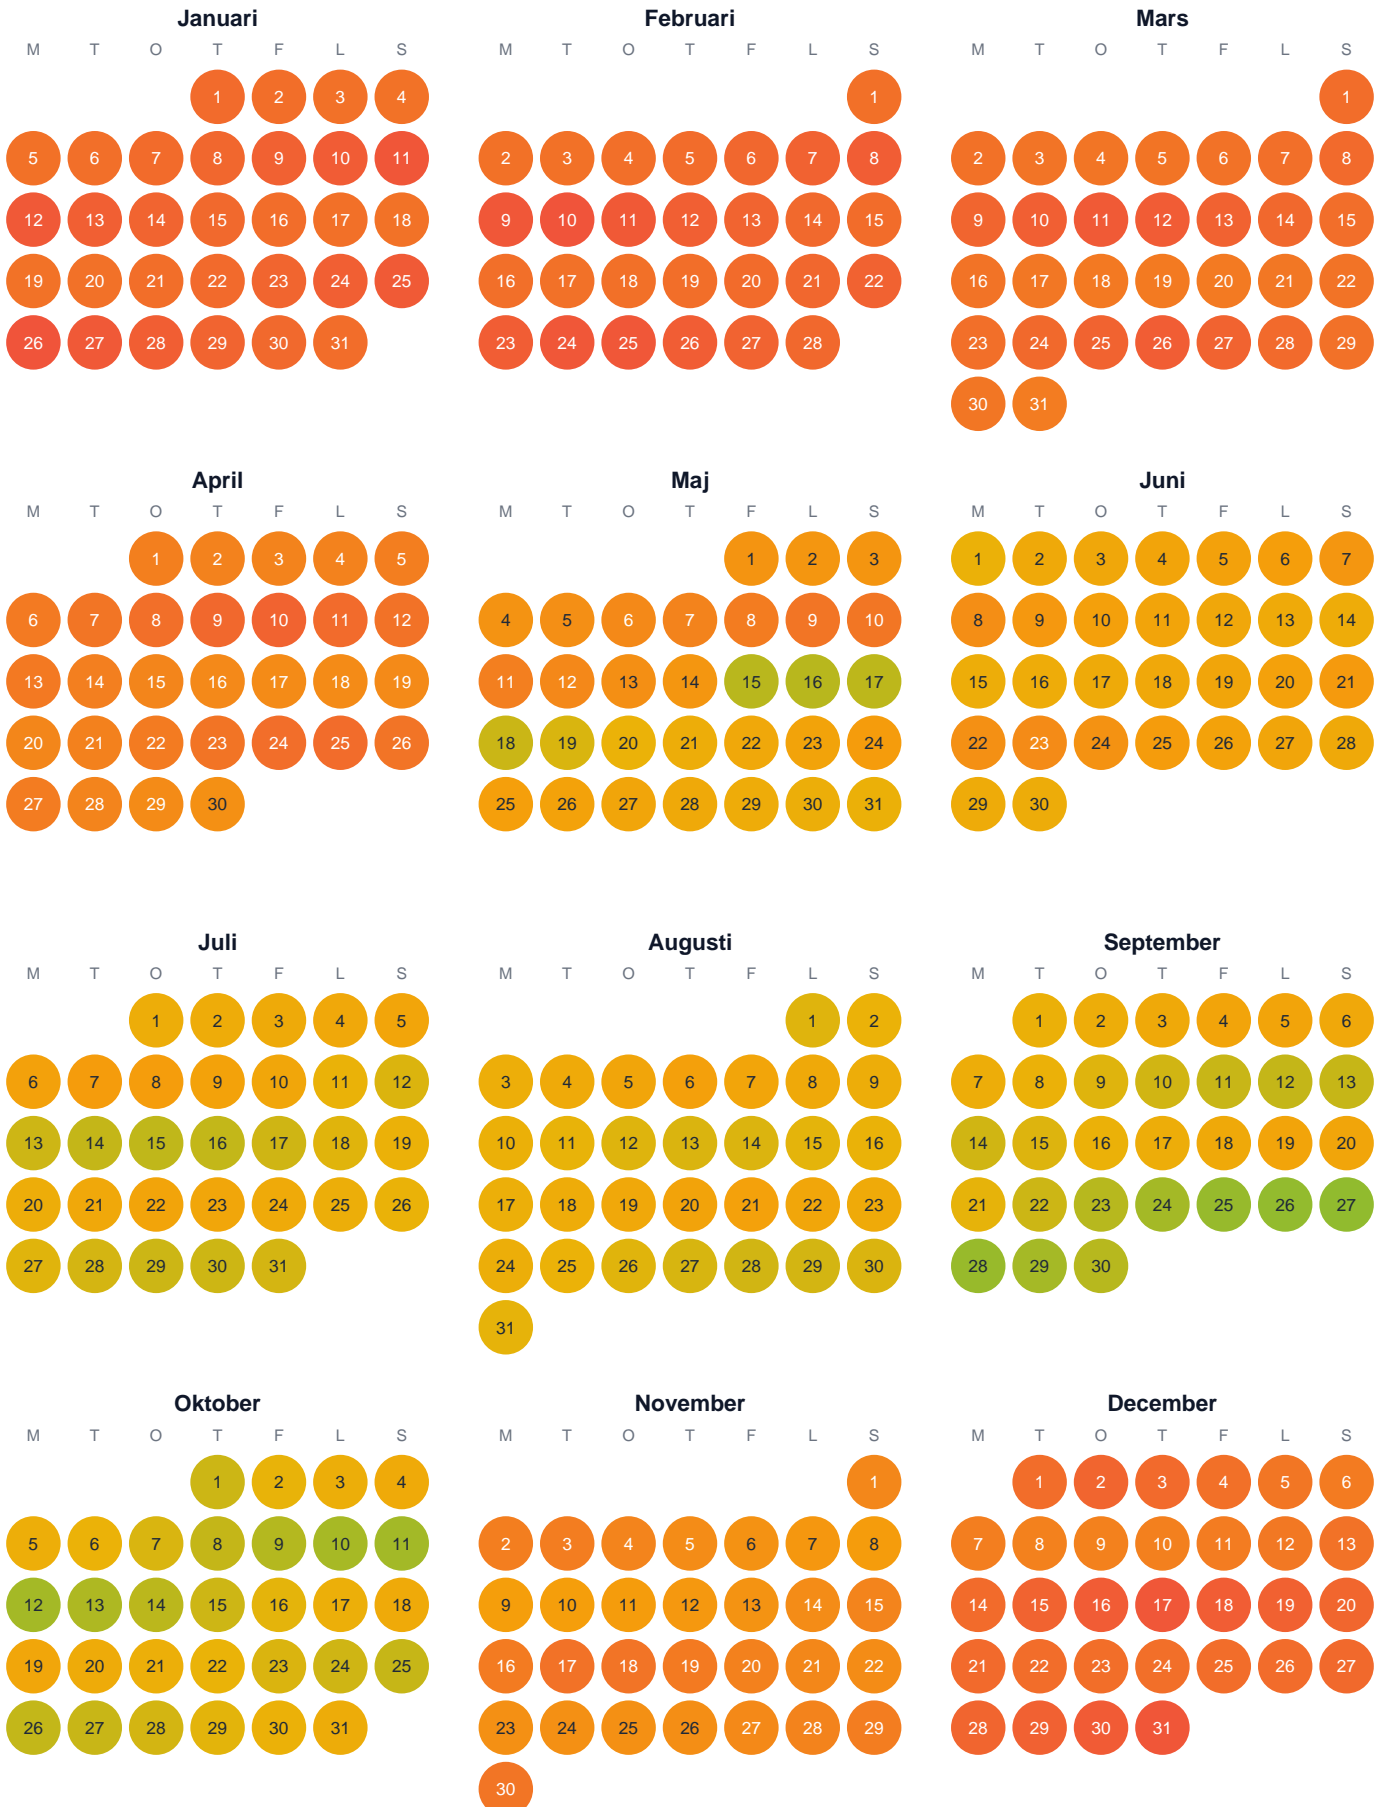 Januari Februari Mars
M T O T F L S M T O T F L S M T O T F L S
1 2 3 4 1 1
5 6 7 8 9 10 11 2 3 4 5 6 7 8 2 3 4 5 6 7 8
12 13 14 15 16 17 18 9 10 11 12 13 14 15 9 10 11 12 13 14 15
19 20 21 22 23 24 25 16 17 18 19 20 21 22 16 17 18 19 20 21 22
26 27 28 29 30 31 23 24 25 26 27 28 23 24 25 26 27 28 29
30 31
April Maj Juni
M T O T F L S M T O T F L S M T O T F L S
1 2 3 4 5 1 2 3 1 2 3 4 5 6 7
6 7 8 9 10 11 12 4 5 6 7 8 9 10 8 9 10 11 12 13 14
13 14 15 16 17 18 19 11 12 13 14 15 16 17 15 16 17 18 19 20 21
20 21 22 23 24 25 26 18 19 20 21 22 23 24 22 23 24 25 26 27 28
27 28 29 30 25 26 27 28 29 30 31 29 30
Juli Augusti September
M T O T F L S M T O T F L S M T O T F L S
1 2 3 4 5 1 2 1 2 3 4 5 6
6 7 8 9 10 11 12 3 4 5 6 7 8 9 7 8 9 10 11 12 13
13 14 15 16 17 18 19 10 11 12 13 14 15 16 14 15 16 17 18 19 20
20 21 22 23 24 25 26 17 18 19 20 21 22 23 21 22 23 24 25 26 27
27 28 29 30 31 24 25 26 27 28 29 30 28 29 30
31
Oktober November December
M T O T F L S M T O T F L S M T O T F L S
1 2 3 4 1 1 2 3 4 5 6
5 6 7 8 9 10 11 2 3 4 5 6 7 8 7 8 9 10 11 12 13
12 13 14 15 16 17 18 9 10 11 12 13 14 15 14 15 16 17 18 19 20
19 20 21 22 23 24 25 16 17 18 19 20 21 22 21 22 23 24 25 26 27
26 27 28 29 30 31 23 24 25 26 27 28 29 28 29 30 31
30